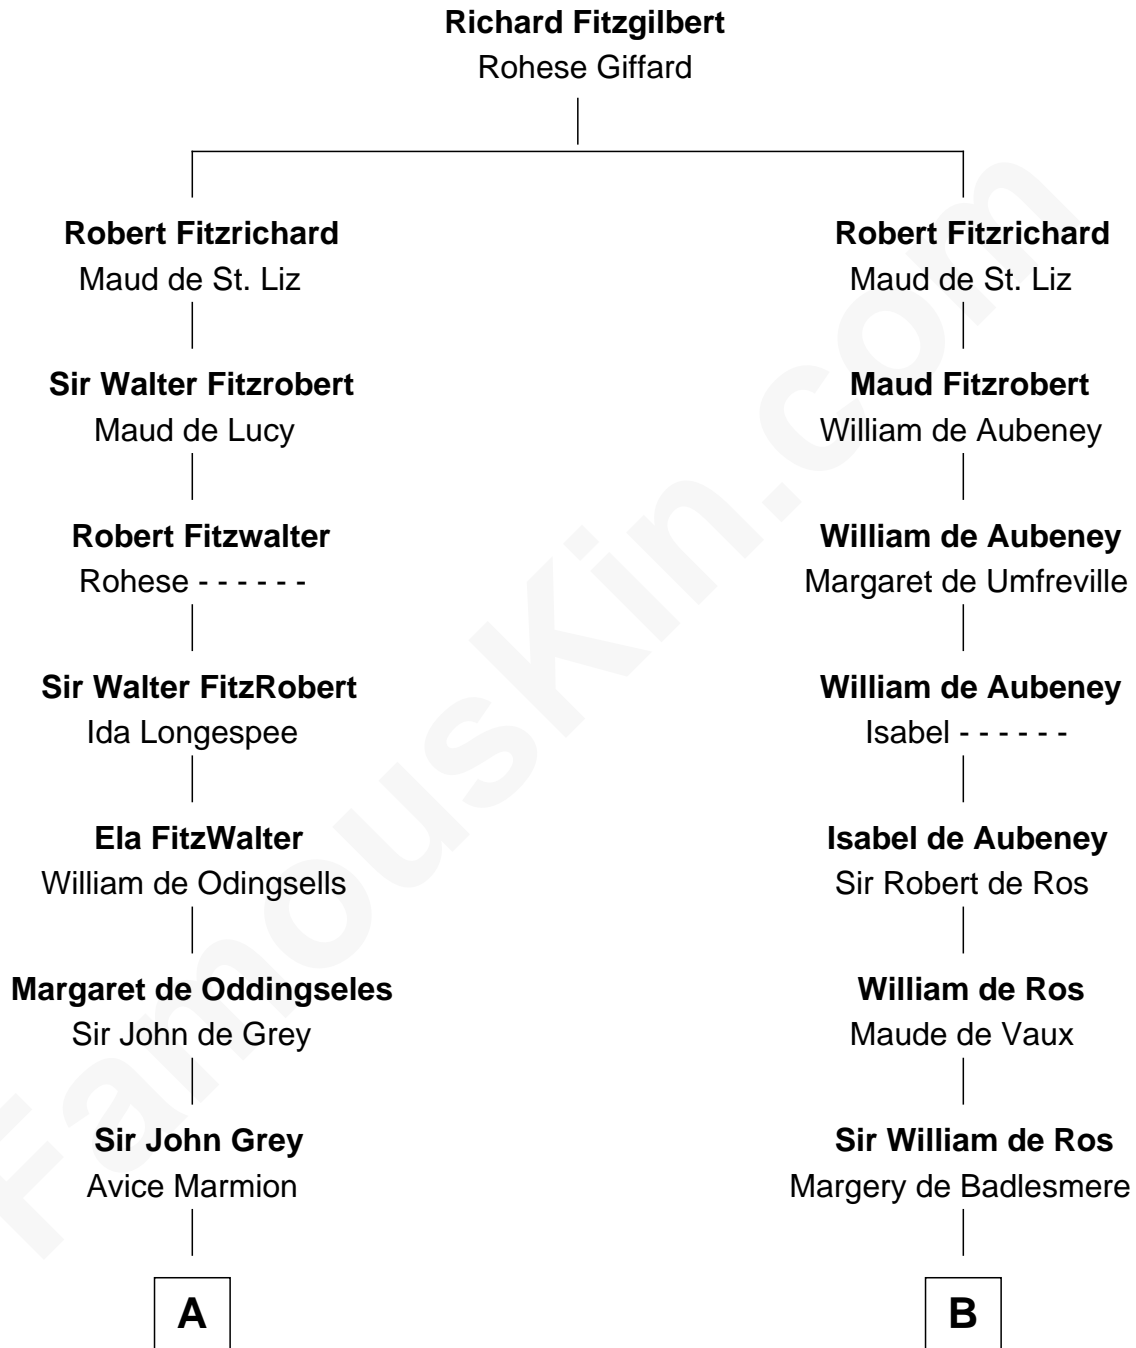 Richard Fitzgilbert
Rohese Giffard
Robert Fitzrichard
Maud de St. Liz
Robert Fitzrichard
Maud de St. Liz
Sir Walter Fitzrobert
Maud de Lucy
Maud Fitzrobert
William de Aubeney
Robert Fitzwalter
Rohese - - - - - -
William de Aubeney
Margaret de Umfreville
Sir Walter FitzRobert
Ida Longespee
William de Aubeney
Isabel - - - - - -
Ela FitzWalter
William de Odingsells
Isabel de Aubeney
Sir Robert de Ros
Margaret de Oddingseles
Sir John de Grey
William de Ros
Maude de Vaux
Sir John Grey
Avice Marmion
Sir William de Ros
Margery de Badlesmere
A
B
FamousKin.com